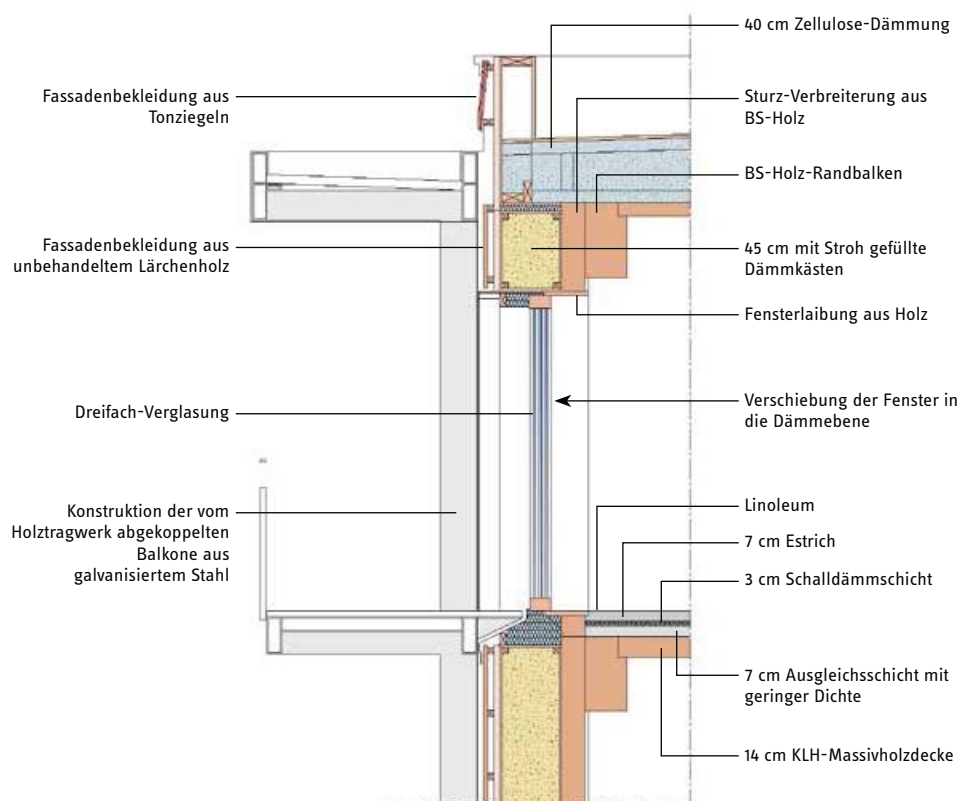 40 cm Zellulose-Dämmung
Fassadenbekleidung aus
Tonziegeln
Sturz-Verbreiterung aus
BS-Holz
BS-Holz-Randbalken
Fassadenbekleidung aus
unbehandeltem Lärchenholz
45 cm mit Stroh gefüllte
Dämmkästen
Fensterlaibung aus Holz
Dreifach-Verglasung
Verschiebung der Fenster in
die Dämmebene
Konstruktion der vom
Holztragwerk abgekoppelten
Balkone aus
galvanisiertem Stahl
Linoleum
7 cm Estrich
3 cm Schalldämmschicht
7 cm Ausgleichsschicht mit
geringer Dichte
14 cm KLH-Massivholzdecke